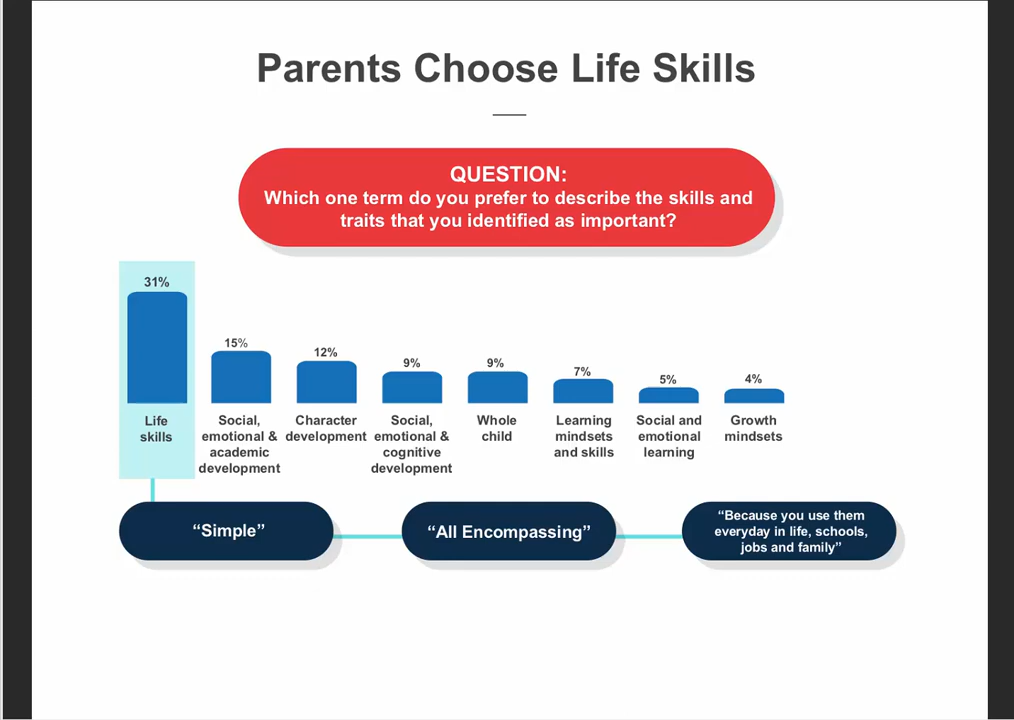 Parents Choose Life Skills
QUESTION:
Which one term do you prefer to describe the skills and
traits that you identified as important?
31%
15%
12%
9%
9%
7%
5%
4%
Life
skills
Social,
emotional &
academic
development
Character
development
Social,
emotional &
cognitive
development
Whole
child
Learning
mindsets
and skills
Social and
emotional
learning
Growth
mindsets
“Simple”
“All Encompassing”
“Because you use them
everyday in life, schools,
jobs and family”